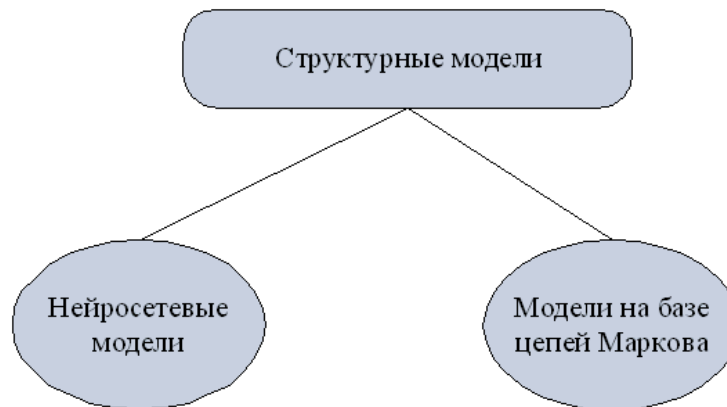 Структурные модели
Нейросетевые
модели
Модели на базе
цепей Маркова